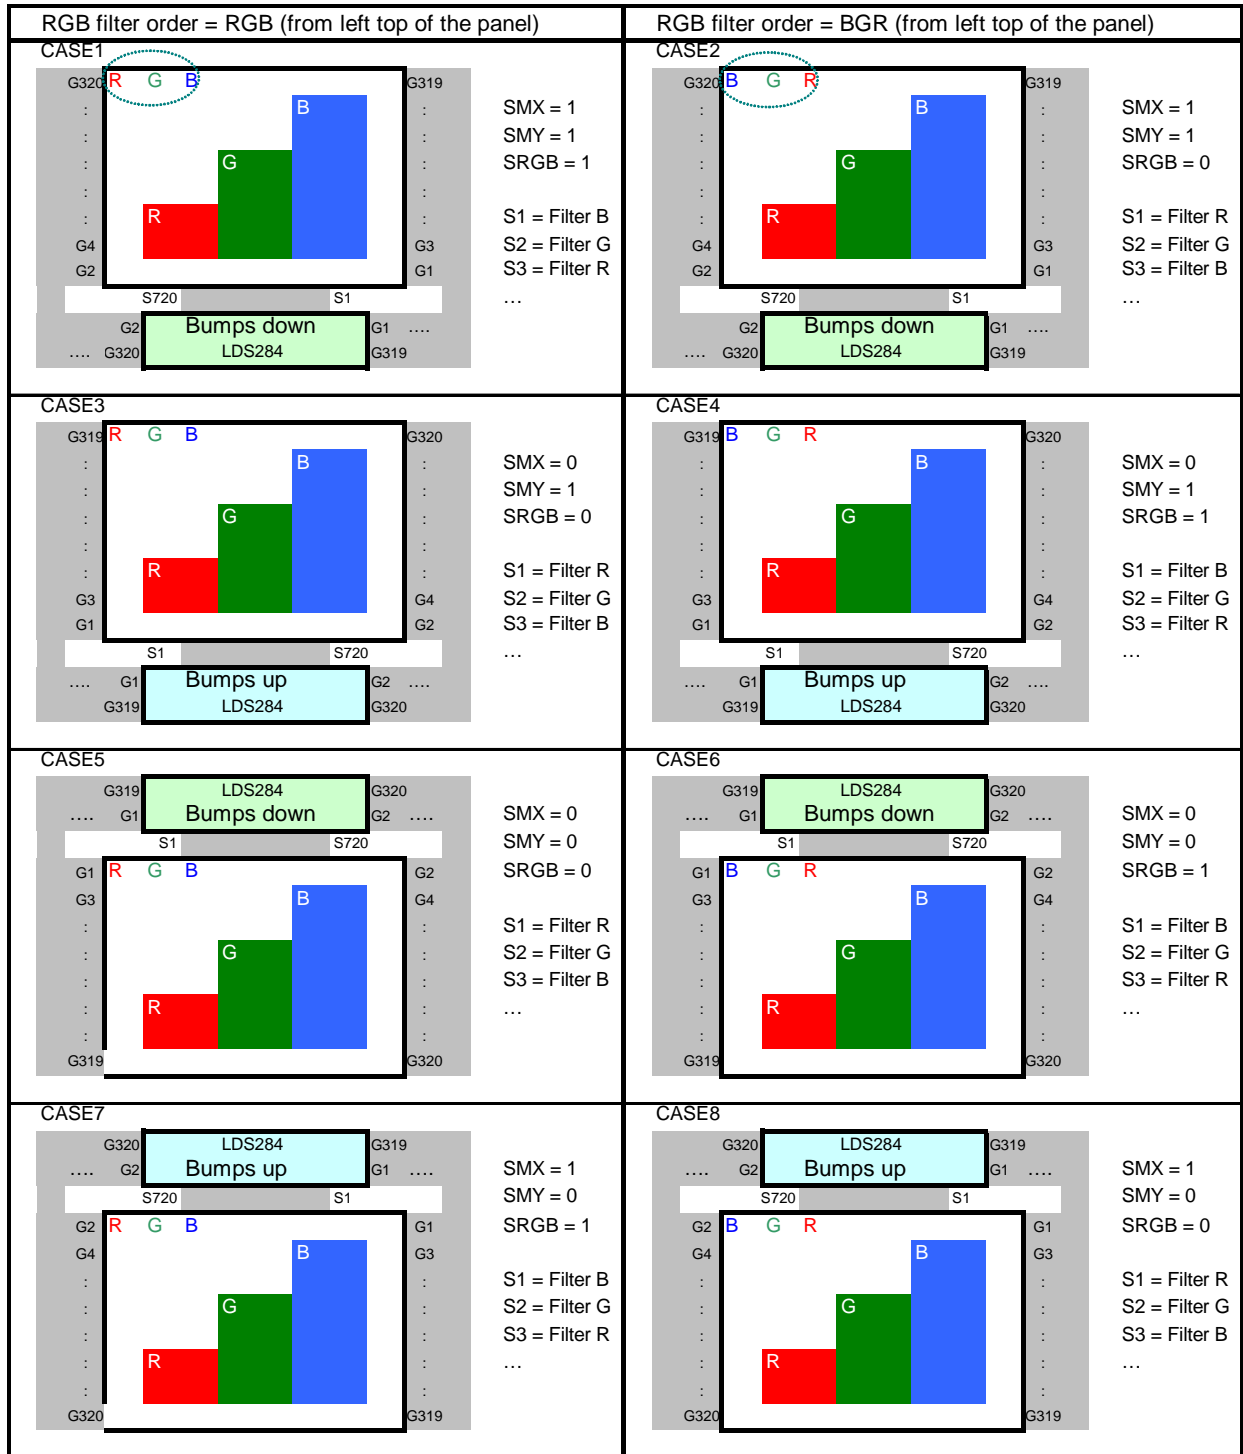 RGB filter order = RGB (from left top of the panel)
RGB filter order = BGR (from left top of the panel)
CASE1
G320 R G B G319
: B : SMX = 1
: : SMY = 1
: G : SRGB = 1
: :
: R : S1 = Filter B
G4 G3 S2 = Filter G
G2 G1 S3 = Filter R
S720 S1 …
G2 Bumps down G1 ....
.... G320 LDS284 G319
CASE2
G320 B G R G319
: B : SMX = 1
: : SMY = 1
: G : SRGB = 0
: :
: R : S1 = Filter R
G4 G3 S2 = Filter G
G2 G1 S3 = Filter B
S720 S1 …
G2 Bumps down G1 ....
.... G320 LDS284 G319
CASE3
G319 R G B G320
: B : SMX = 0
: : SMY = 1
: G : SRGB = 0
: :
: R : S1 = Filter R
G3 G4 S2 = Filter G
G1 G2 S3 = Filter B
S1 S720 …
.... G1 Bumps up G2 ....
G319 LDS284 G320
CASE4
G319 B G R G320
: B : SMX = 0
: : SMY = 1
: G : SRGB = 1
: :
: R : S1 = Filter B
G3 G4 S2 = Filter G
G1 G2 S3 = Filter R
S1 S720 …
.... G1 Bumps up G2 ....
G319 LDS284 G320
CASE5
G319 LDS284 G320
.... G1 Bumps down G2 .... SMX = 0
S1 S720 SMY = 0
G1 R G B G2 SRGB = 0
G3 B G4
: : S1 = Filter R
: G : S2 = Filter G
: : S3 = Filter B
: R : …
: :
G319 G320
CASE6
G319 LDS284 G320
.... G1 Bumps down G2 .... SMX = 0
S1 S720 SMY = 0
G1 B G R G2 SRGB = 1
G3 B G4
: : S1 = Filter B
: G : S2 = Filter G
: : S3 = Filter R
: R : …
: :
G319 G320
CASE7
G320 LDS284 G319
.... G2 Bumps up G1 .... SMX = 1
S720 S1 SMY = 0
G2 R G B G1 SRGB = 1
G4 B G3
: : S1 = Filter B
: G : S2 = Filter G
: : S3 = Filter R
: R : …
: :
G320 G319
CASE8
G320 LDS284 G319
.... G2 Bumps up G1 .... SMX = 1
S720 S1 SMY = 0
G2 B G R G1 SRGB = 0
G4 B G3
: : S1 = Filter R
: G : S2 = Filter G
: : S3 = Filter B
: R : …
: :
G320 G319